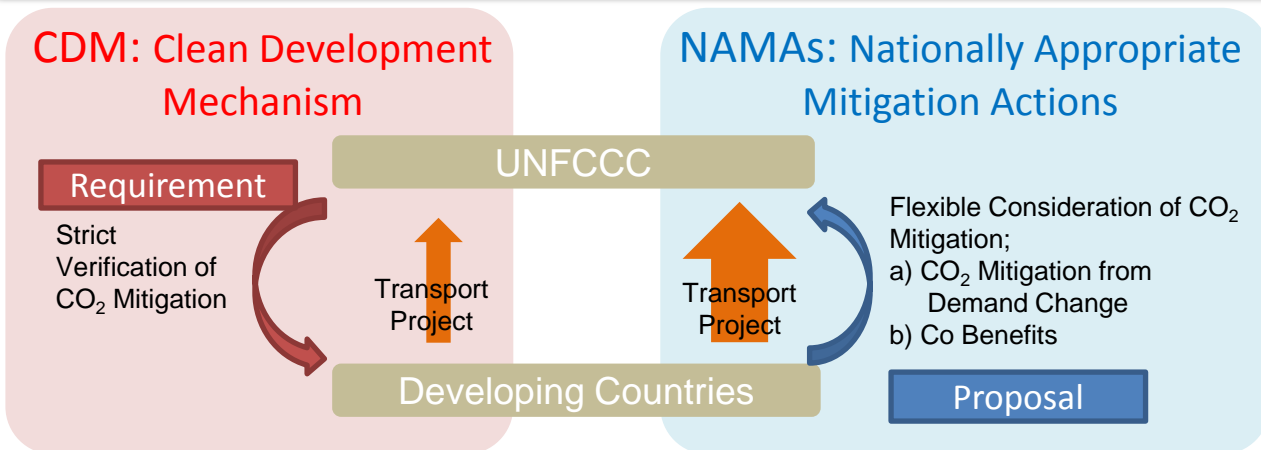 CDM: Clean Development
Mechanism
NAMAs: Nationally Appropriate
Mitigation Actions
UNFCCC
Requirement
Strict
Verification of
CO₂ Mitigation
Transport
Project
Transport
Project
Flexible Consideration of CO₂
Mitigation;
a) CO₂ Mitigation from
Demand Change
b) Co Benefits
Developing Countries
Proposal